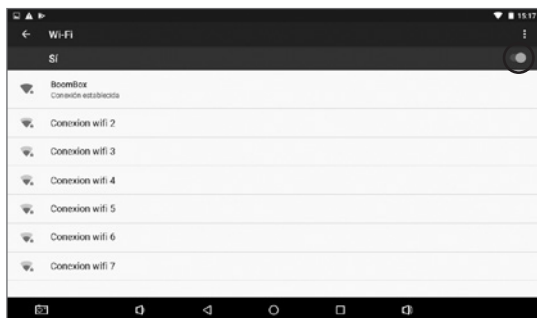 15:17
Wi-Fi
Sí
BoomBox
Conexión establecida
Conexion wifi 2
Conexion wifi 3
Conexion wifi 4
Conexion wifi 5
Conexion wifi 6
Conexion wifi 7